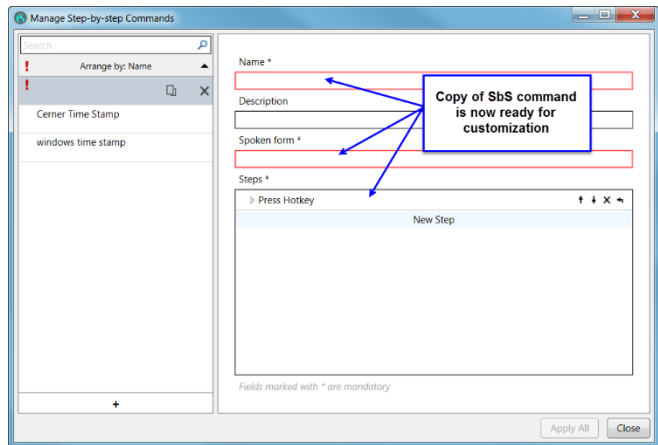 Manage Step-by-step Commands
Search
! Arrange by: Name
!
Cerner Time Stamp
windows time stamp
+
Name *
Description
Spoken form *
Steps *
Press Hotkey
New Step
Fields marked with * are mandatory
Copy of SbS command
is now ready for
customization
Apply All
Close